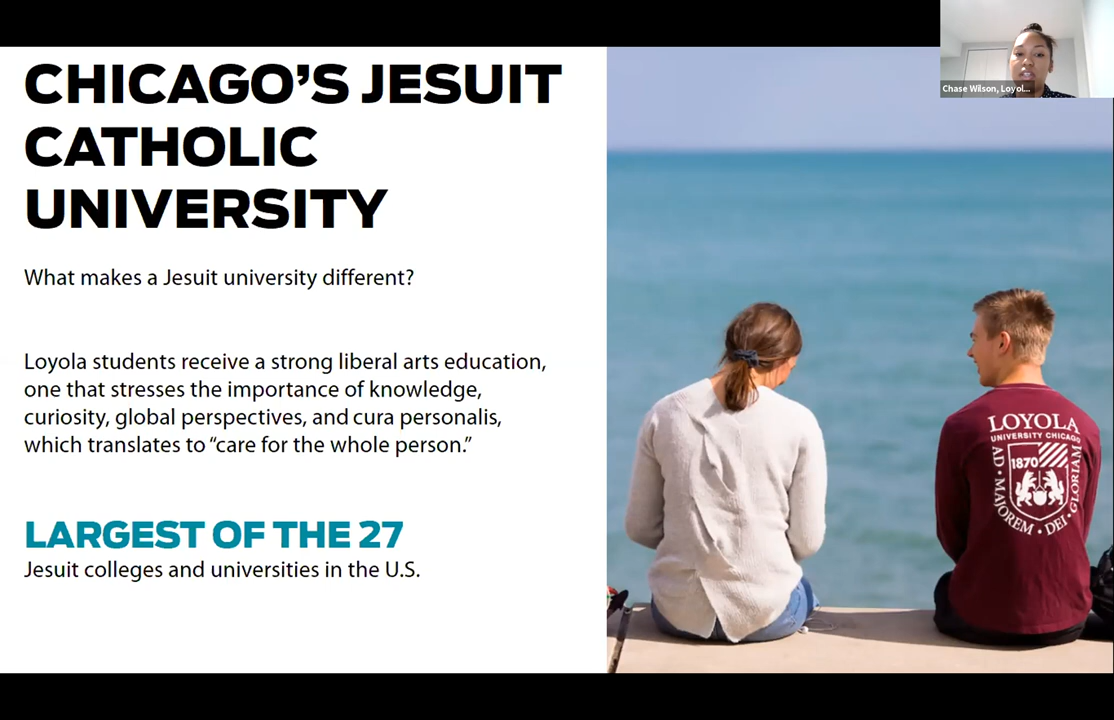 CHICAGO’S JESUIT
CATHOLIC
UNIVERSITY
What makes a Jesuit university different?
Loyola students receive a strong liberal arts education,
one that stresses the importance of knowledge,
curiosity, global perspectives, and cura personalis,
which translates to “care for the whole person.”
LARGEST OF THE 27
Jesuit colleges and universities in the U.S.
Chase Wilson, Loyol...
LOYOLA
UNIVERSITY CHICAGO
1870
AD • MAJOREM • DEI • GLORIAM